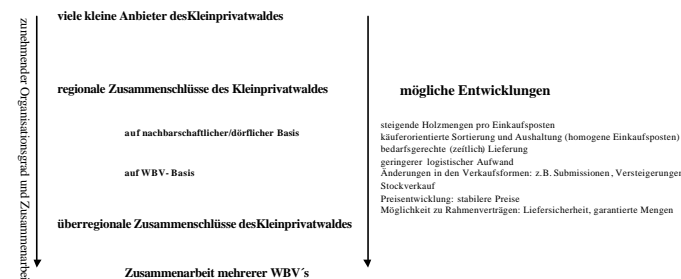 zunehmender Organisationsgrad und Zusammenarbei
viele kleine Anbieter desKleinprivatwaldes
regionale Zusammenschlüsse des Kleinprivatwaldes
auf nachbarschaftlicher/dörflicher Basis
auf WBV- Basis
überregionale Zusammenschlüsse desKleinprivatwaldes
Zusammenarbeit mehrerer WBV´s
mögliche Entwicklungen
steigende Holzmengen pro Einkaufsposten
käuferorientierte Sortierung und Aushaltung (homogene Einkaufsposten)
bedarfsgerechte (zeitlich) Lieferung
geringerer logistischer Aufwand
Änderungen in den Verkaufsformen: z.B. Submissionen, Versteigerungen
Stockverkauf
Preisentwicklung: stabilere Preise
Möglichkeit zu Rahmenverträgen: Liefersicherheit, garantierte Mengen